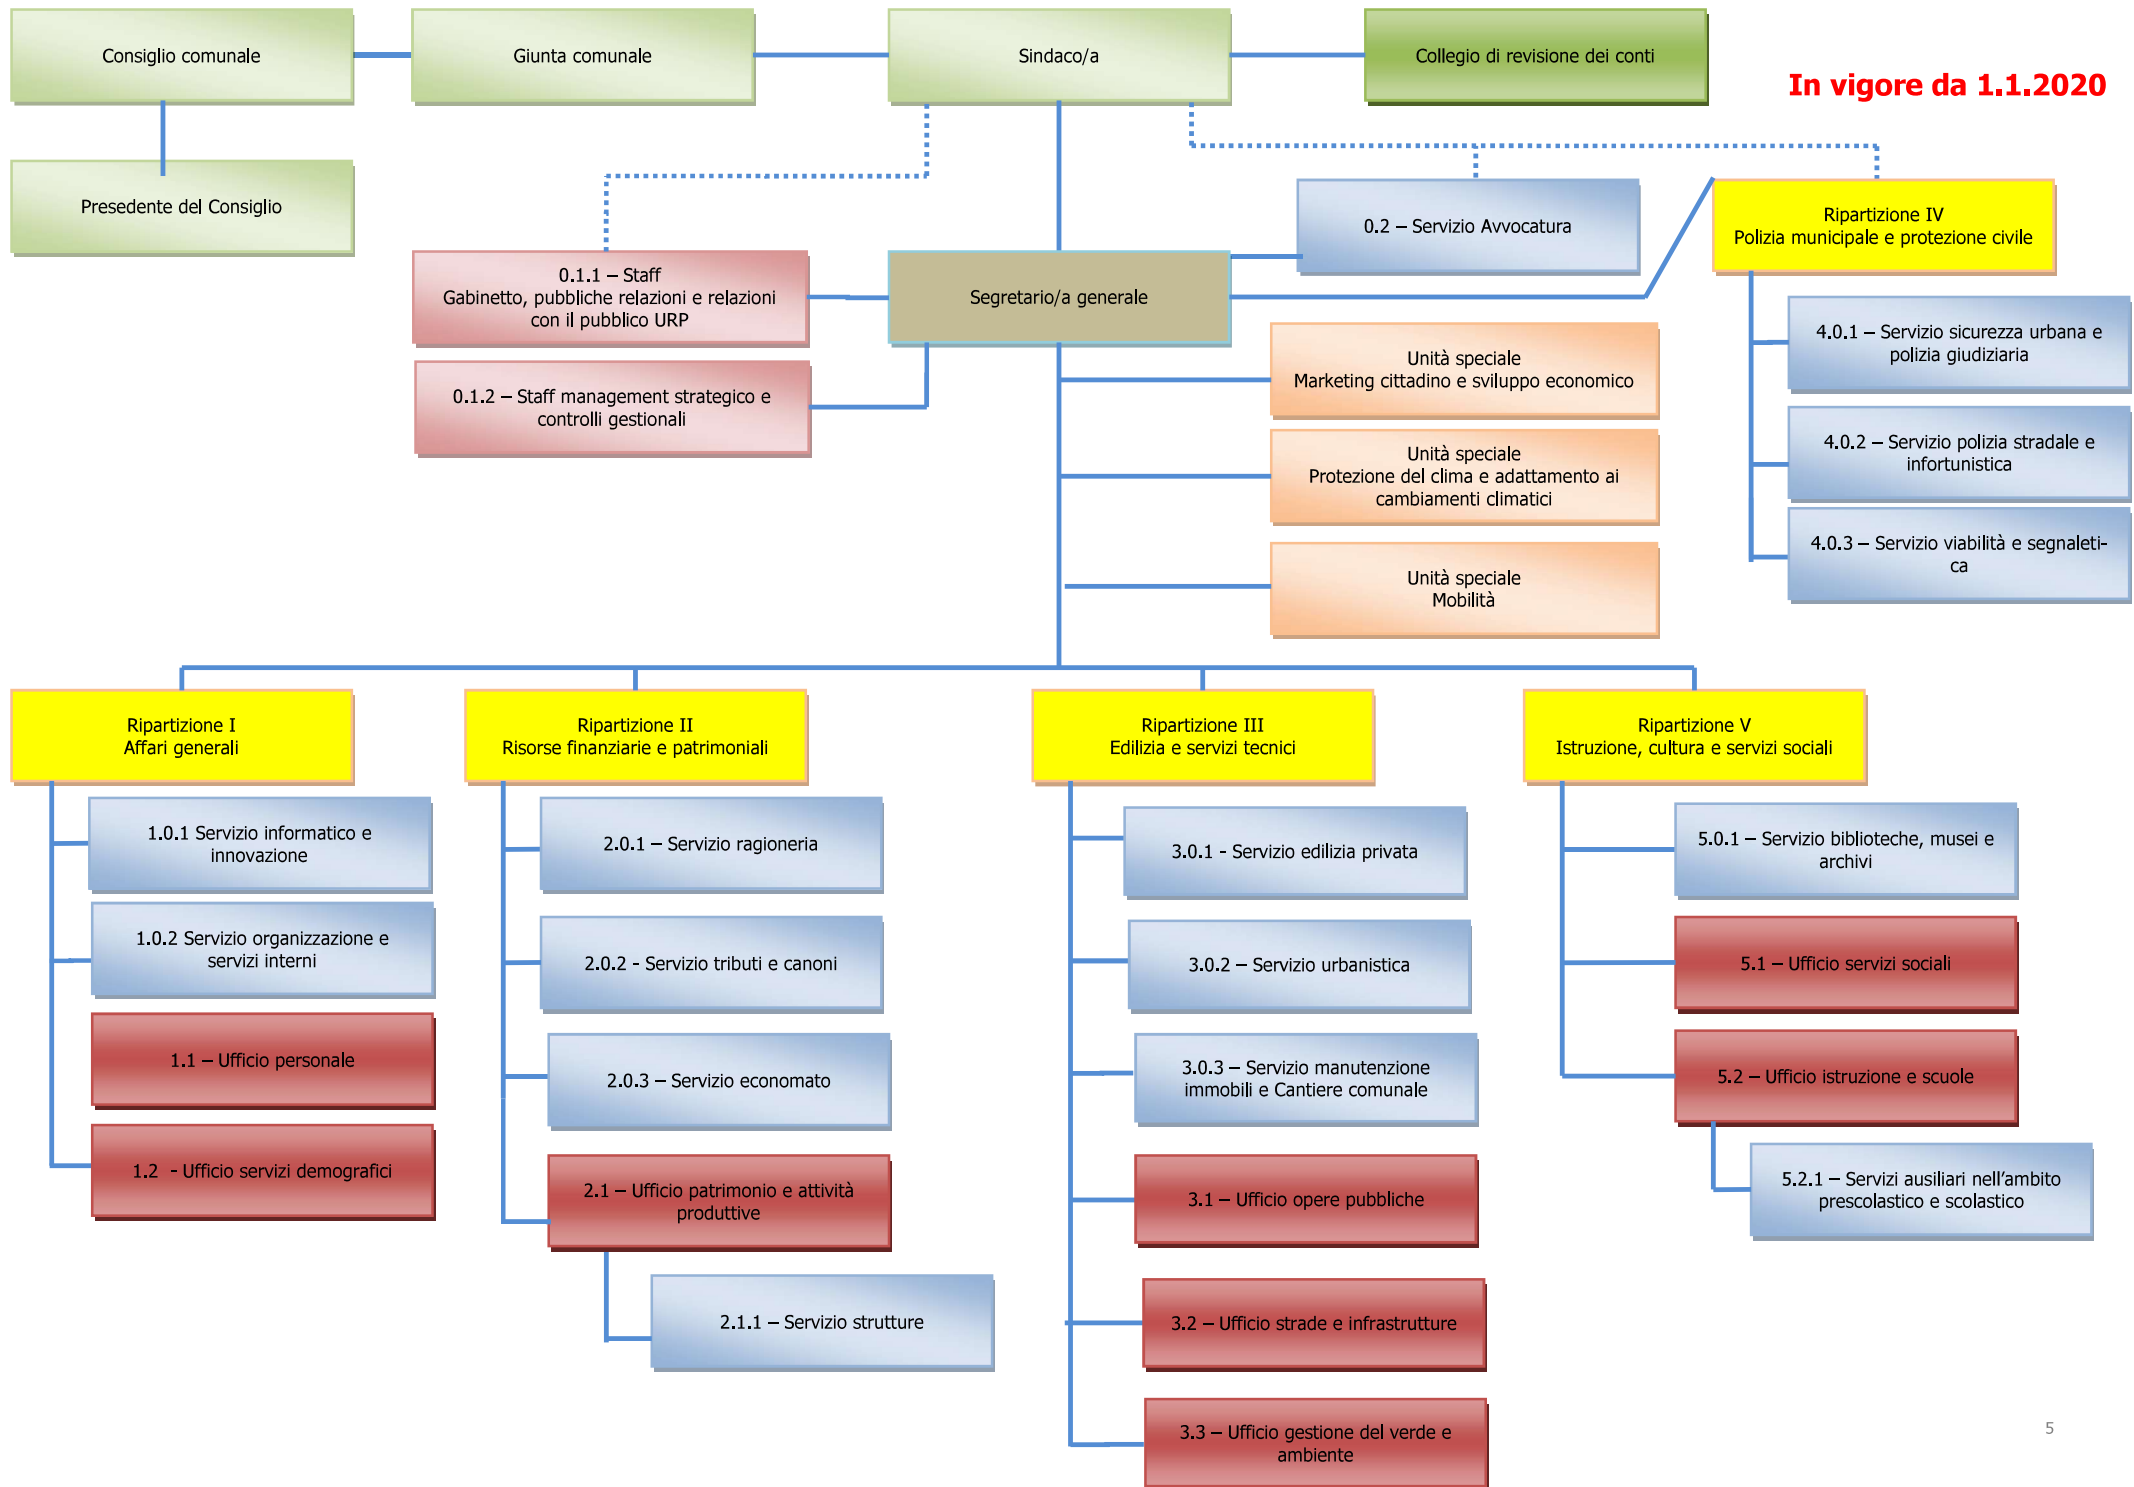 Consiglio comunale
Giunta comunale
Sindaco/a
Collegio di revisione dei conti
In vigore da 1.1.2020
Presedente del Consiglio
0.2 – Servizio Avvocatura
Ripartizione IV
Polizia municipale e protezione civile
0.1.1 – Staff
Gabinetto, pubbliche relazioni e relazioni
con il pubblico URP
Segretario/a generale
4.0.1 – Servizio sicurezza urbana e
polizia giudiziaria
Unità speciale
Marketing cittadino e sviluppo economico
0.1.2 – Staff management strategico e
controlli gestionali
4.0.2 – Servizio polizia stradale e
infortunistica
Unità speciale
Protezione del clima e adattamento ai
cambiamenti climatici
4.0.3 – Servizio viabilità e segnaleti-
ca
Unità speciale
Mobilità
Ripartizione I
Affari generali
Ripartizione II
Risorse finanziarie e patrimoniali
Ripartizione III
Edilizia e servizi tecnici
Ripartizione V
Istruzione, cultura e servizi sociali
1.0.1 Servizio informatico e
innovazione
2.0.1 – Servizio ragioneria
3.0.1 - Servizio edilizia privata
5.0.1 – Servizio biblioteche, musei e
archivi
1.0.2 Servizio organizzazione e
servizi interni
2.0.2 - Servizio tributi e canoni
3.0.2 – Servizio urbanistica
5.1 – Ufficio servizi sociali
1.1 – Ufficio personale
2.0.3 – Servizio economato
3.0.3 – Servizio manutenzione
immobili e Cantiere comunale
5.2 – Ufficio istruzione e scuole
1.2 - Ufficio servizi demografici
2.1 – Ufficio patrimonio e attività
produttive
3.1 – Ufficio opere pubbliche
5.2.1 – Servizi ausiliari nell'ambito
prescolastico e scolastico
2.1.1 – Servizio strutture
3.2 – Ufficio strade e infrastrutture
3.3 – Ufficio gestione del verde e
ambiente
5